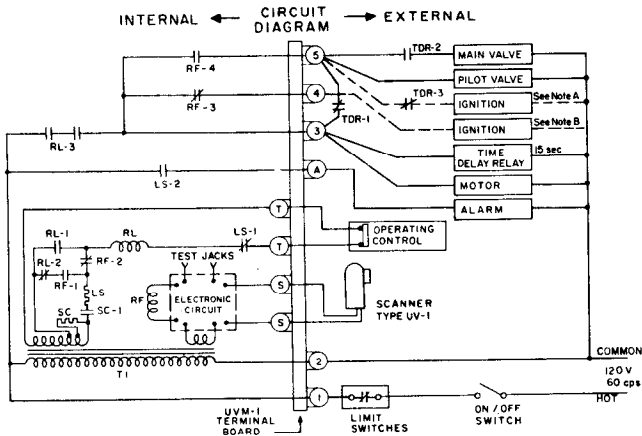 INTERNAL CIRCUIT DIAGRAM EXTERNAL
RF-4
5
TDR-2
MAIN VALVE
PILOT VALVE
RF-3
4
TDR-3
IGNITION
See Note A
TDR-1
IGNITION
See Note B
RL-3
3
TIME DELAY RELAY
15 sec
MOTOR
LS-2
A
ALARM
T
OPERATING CONTROL
RL-1
RL
LS-1
T
RL-2
RF-2
TEST JACKS
RF-1
LS
RF
ELECTRONIC CIRCUIT
S
SCANNER TYPE UV-1
SC
SC-1
S
T1
2
COMMON
120V
60 cps
HOT
1
UVM-1 TERMINAL BOARD
LIMIT SWITCHES
ON/OFF SWITCH